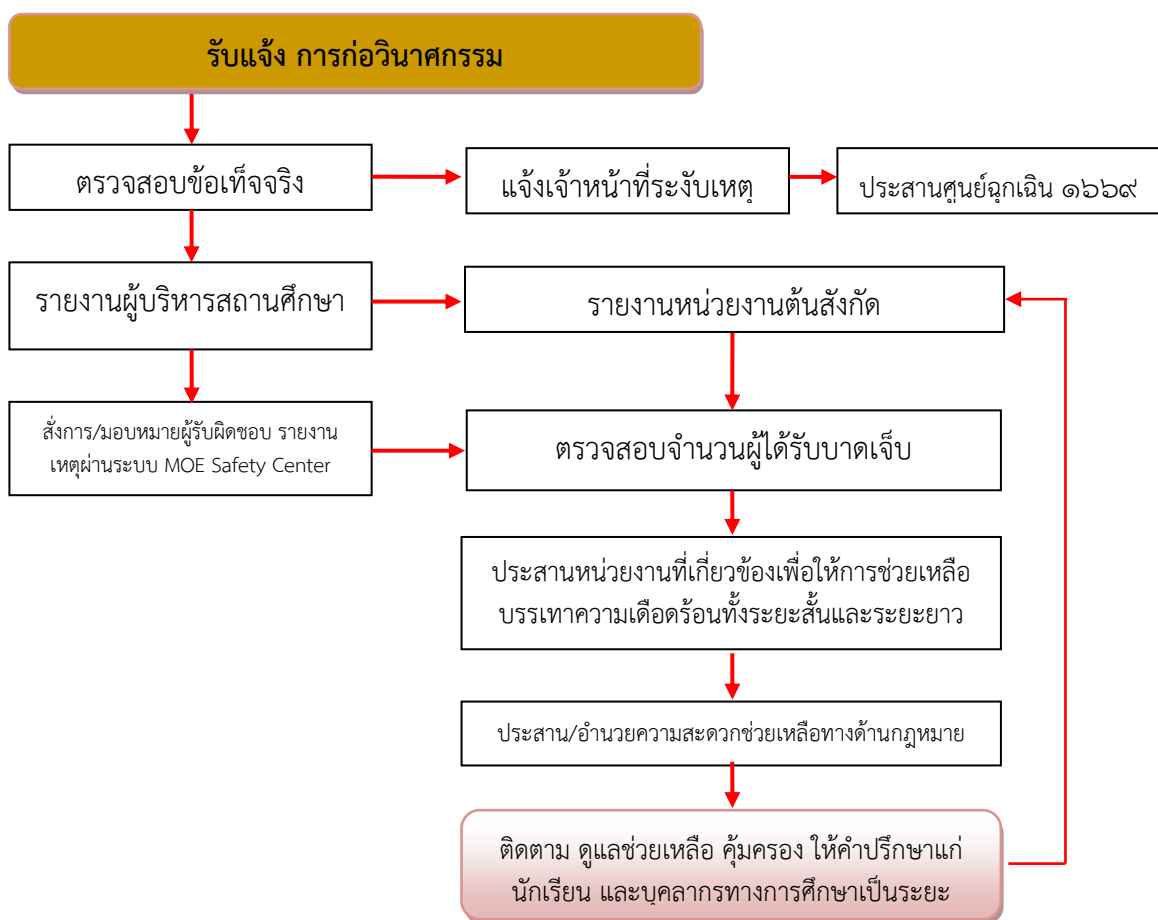 รับแจ้ง การก่อวินาศกรรม
ตรวจสอบข้อเท็จจริง
แจ้งเจ้าหน้าที่ระงับเหตุ
ประสานศูนย์ฉุกเฉิน ๑๖๖๙
รายงานผู้บริหารสถานศึกษา
รายงานหน่วยงานต้นสังกัด
สั่งการ/มอบหมายผู้รับผิดชอบ รายงาน
เหตุผ่านระบบ MOE Safety Center
ตรวจสอบจำนวนผู้ได้รับบาดเจ็บ
ประสานหน่วยงานที่เกี่ยวข้องเพื่อให้การช่วยเหลือ
บรรเทาความเดือดร้อนทั้งระยะสั้นและระยะยาว
ประสาน/อำนวยความสะดวกช่วยเหลือทางด้านกฎหมาย
ติดตาม ดูแลช่วยเหลือ คุ้มครอง ให้คำปรึกษาแก่
นักเรียน และบุคลากรทางการศึกษาเป็นระยะ